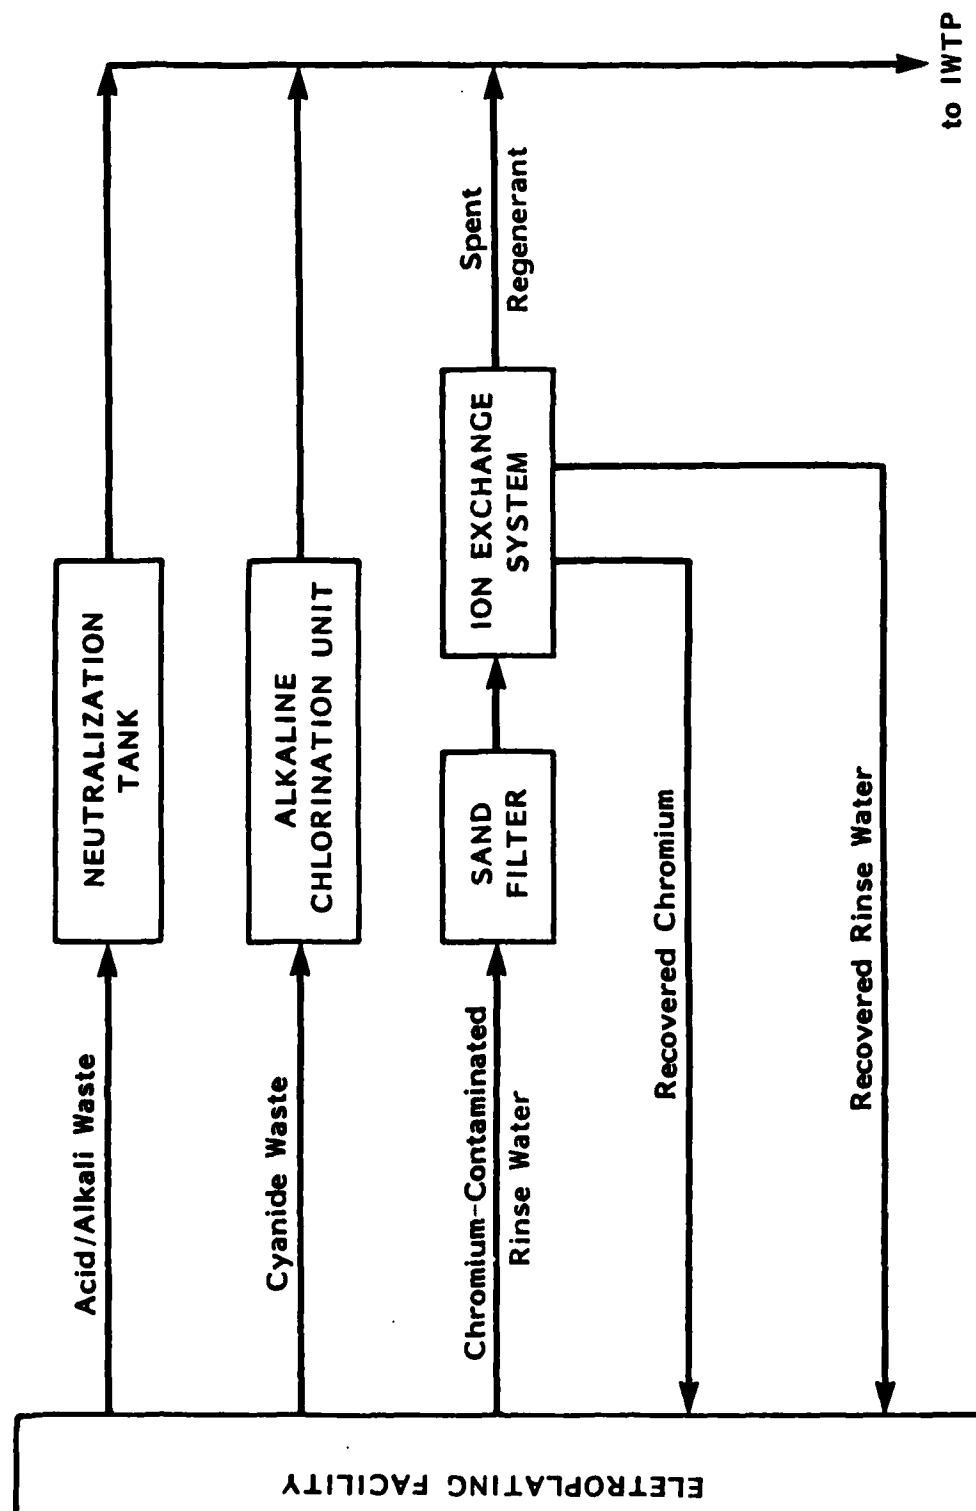 ELETROPLATING FACILITY
Acid/Alkali Waste
NEUTRALIZATION
TANK
Cyanide Waste
ALKALINE
CHLORINATION UNIT
Chromium-Contaminated
Rinse Water
SAND
FILTER
ION EXCHANGE
SYSTEM
Spent
Regenerant
Recovered Chromium
Recovered Rinse Water
to IWTP